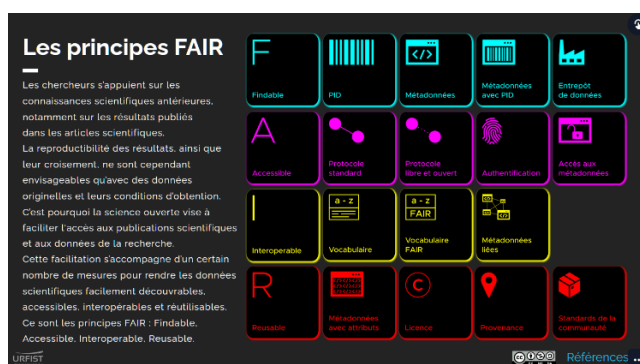 Les principes FAIR
Les chercheurs s'appuient sur les
connaissances scientifiques antérieures,
notamment sur les résultats publiés
dans les articles scientifiques.
La reproductibilité des résultats, ainsi que
leur croisement, ne sont cependant
envisageables qu'avec des données
originelles et leurs conditions d'obtention.
C'est pourquoi la science ouverte vise à
faciliter l'accès aux publications scientifiques
et aux données de la recherche.
Cette facilitation s'accompagne d'un certain
nombre de mesures pour rendre les données
scientifiques facilement découvrables,
accessibles, interopérables et réutilisables.
Ce sont les principes FAIR : Findable,
Accessible, Interoperable, Reusable.
URFIST
F
Findable
PID
</>
Métadonnées
Métadonnées
avec PID
Entrepôt
de données
A
Accessible
Protocole
standard
Protocole
libre et ouvert
Authentification
Accès aux
métadonnées
I
Interoperable
a - z
Vocabulaire
a - z
FAIR
Vocabulaire
FAIR
Métadonnées
liées
R
Reusable
Métadonnées
avec attributs
C
Licence
Provenance
Standards de la
communauté
Références ...